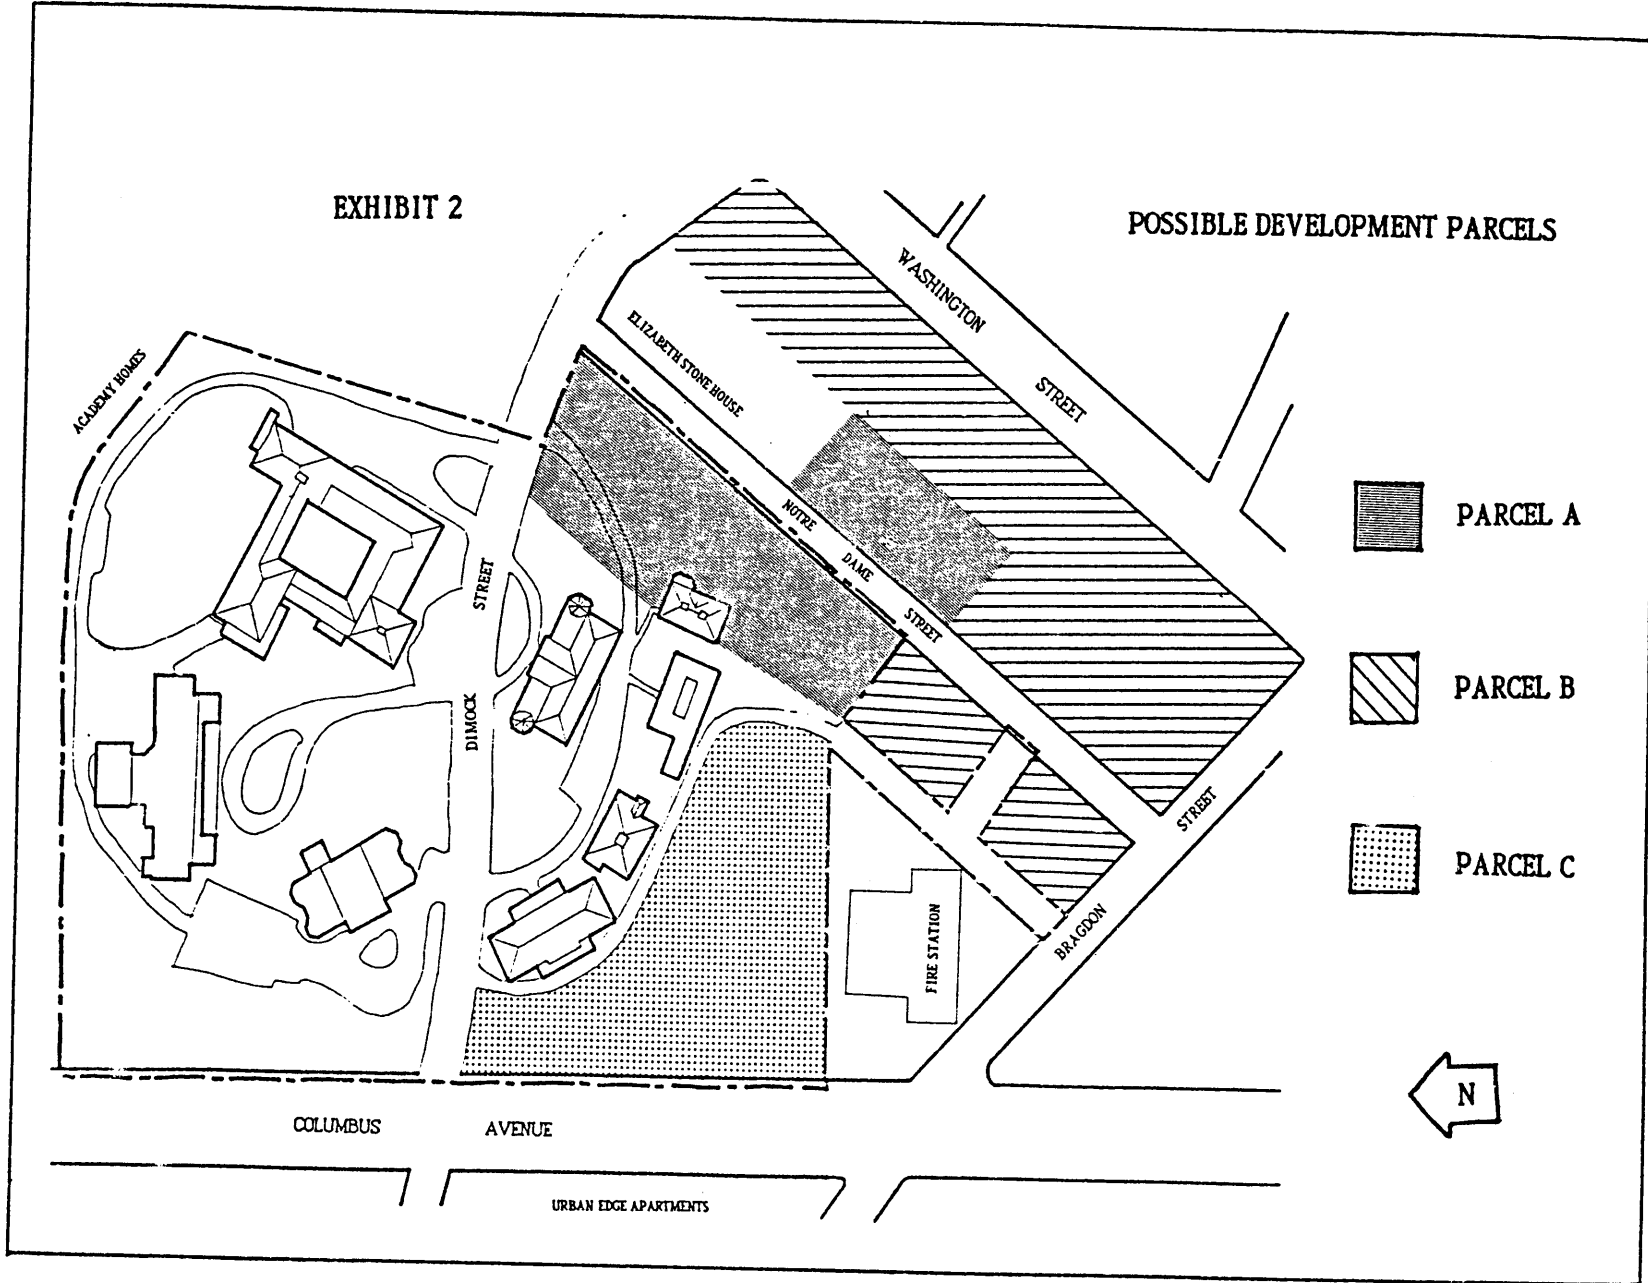 EXHIBIT 2
POSSIBLE DEVELOPMENT PARCELS
WASHINGTON
STREET
ELIZABETH STONE HOUSE
ACADEMY HOMES
NOTRE
DAME
STREET
PARCEL A
STREET
DIMOCK
PARCEL B
STREET
BRAGDON
PARCEL C
FIRE STATION
N
COLUMBUS AVENUE
URBAN EDGE APARTMENTS